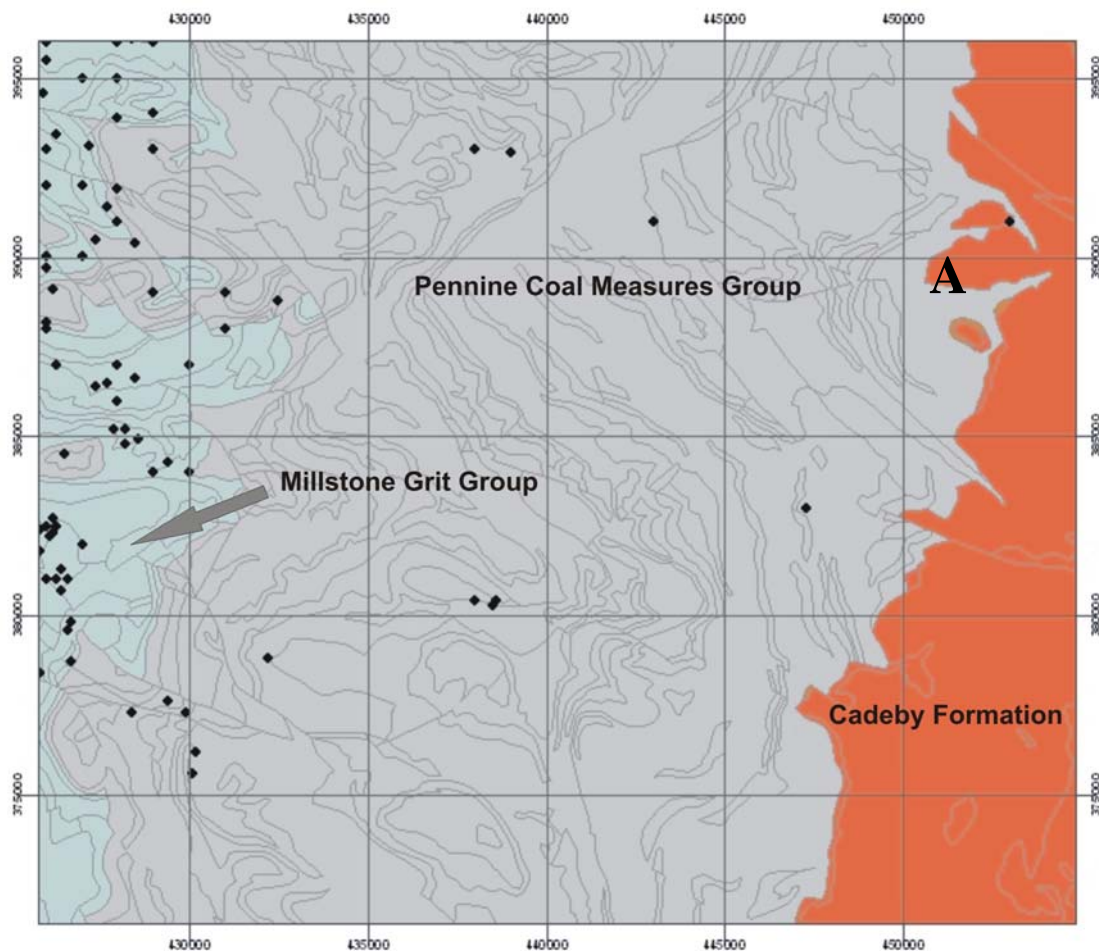 430000 435000 440000 445000 450000
395000 395000
390000 390000
A
Pennine Coal Measures Group
385000 385000
Millstone Grit Group
380000 380000
Cadeby Formation
375000 375000
430000 435000 440000 445000 450000